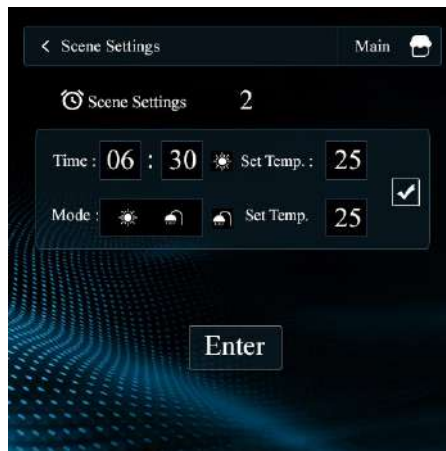 < Scene Settings Main
Scene Settings 2
Time : 06 : 30 Set Temp. : 25
Mode : Set Temp. 25
Enter